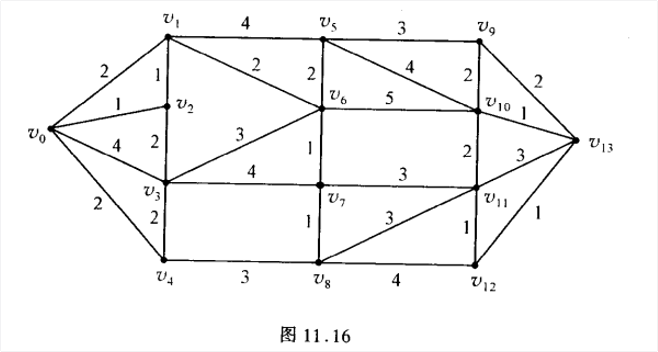 v₁ 4 v₅ 3 v₉
2 1 2 2 4 2 2
1 v₂ v₆ 5 v₁₀ 1
v₀ v₁₃
4 2 3 1 2 3
v₃ 4 v₇ 3 v₁₁
2 2 1 3 1 1
v₄ 3 v₈ 4 v₁₂
图 11.16